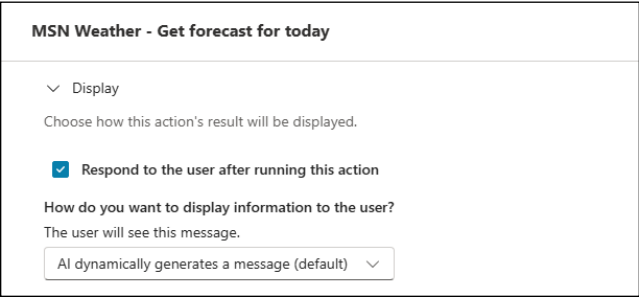 MSN Weather - Get forecast for today
Display
Choose how this action's result will be displayed.
Respond to the user after running this action
How do you want to display information to the user?
The user will see this message.
AI dynamically generates a message (default)